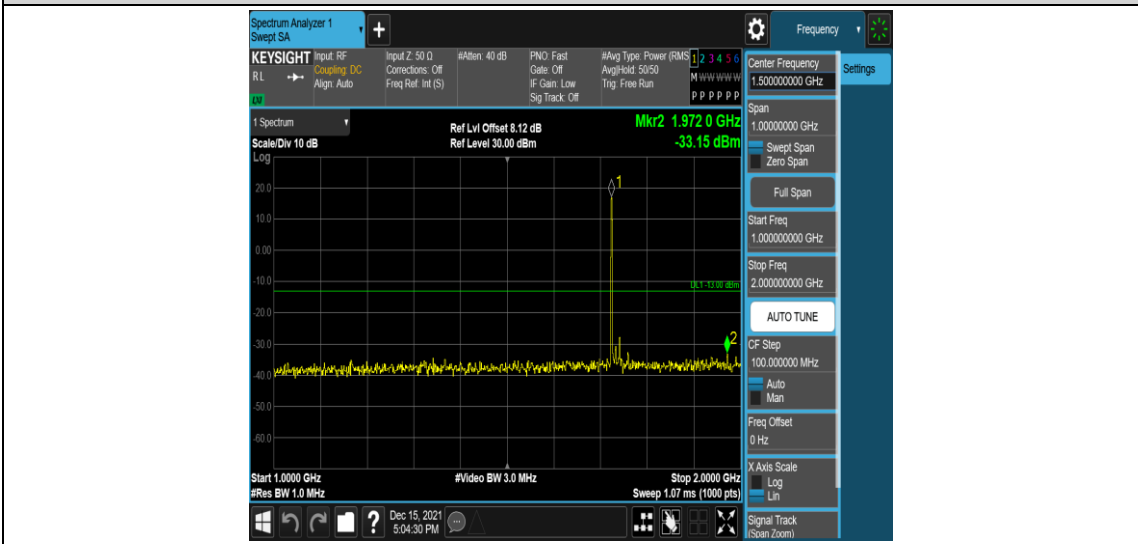 Spectrum Analyzer 1
Swept SA
+
Frequency
KEYSIGHT
RL
LXI
Input: RF
Coupling: DC
Align: Auto
Input Z: 50 Ω
Corrections: Off
Freq Ref: Int (S)
#Atten: 40 dB
PNO: Fast
Gate: Off
IF Gain: Low
Sig Track: Off
#Avg Type: Power (RMS
Avg|Hold: 50/50
Trig: Free Run
1 2 3 4 5 6
M W W W W W
P P P P P P
Center Frequency
1.500000000 GHz
Settings
Span
1.00000000 GHz
Swept Span
Zero Span
Full Span
Start Freq
1.000000000 GHz
Stop Freq
2.000000000 GHz
AUTO TUNE
CF Step
100.000000 MHz
Auto
Man
Freq Offset
0 Hz
X Axis Scale
Log
Lin
Signal Track
(Span Zoom)
1 Spectrum
Scale/Div 10 dB
Log
Ref Lvl Offset 8.12 dB
Ref Level 30.00 dBm
Mkr2 1.972 0 GHz
-33.15 dBm
20.0
10.0
0.00
-10.0
-20.0
-30.0
-40.0
-50.0
-60.0
1
DL1 -13.00 dBm
2
Start 1.0000 GHz
#Video BW 3.0 MHz
Stop 2.0000 GHz
#Res BW 1.0 MHz
Sweep 1.07 ms (1000 pts)
?
Dec 15, 2021
5:04:30 PM